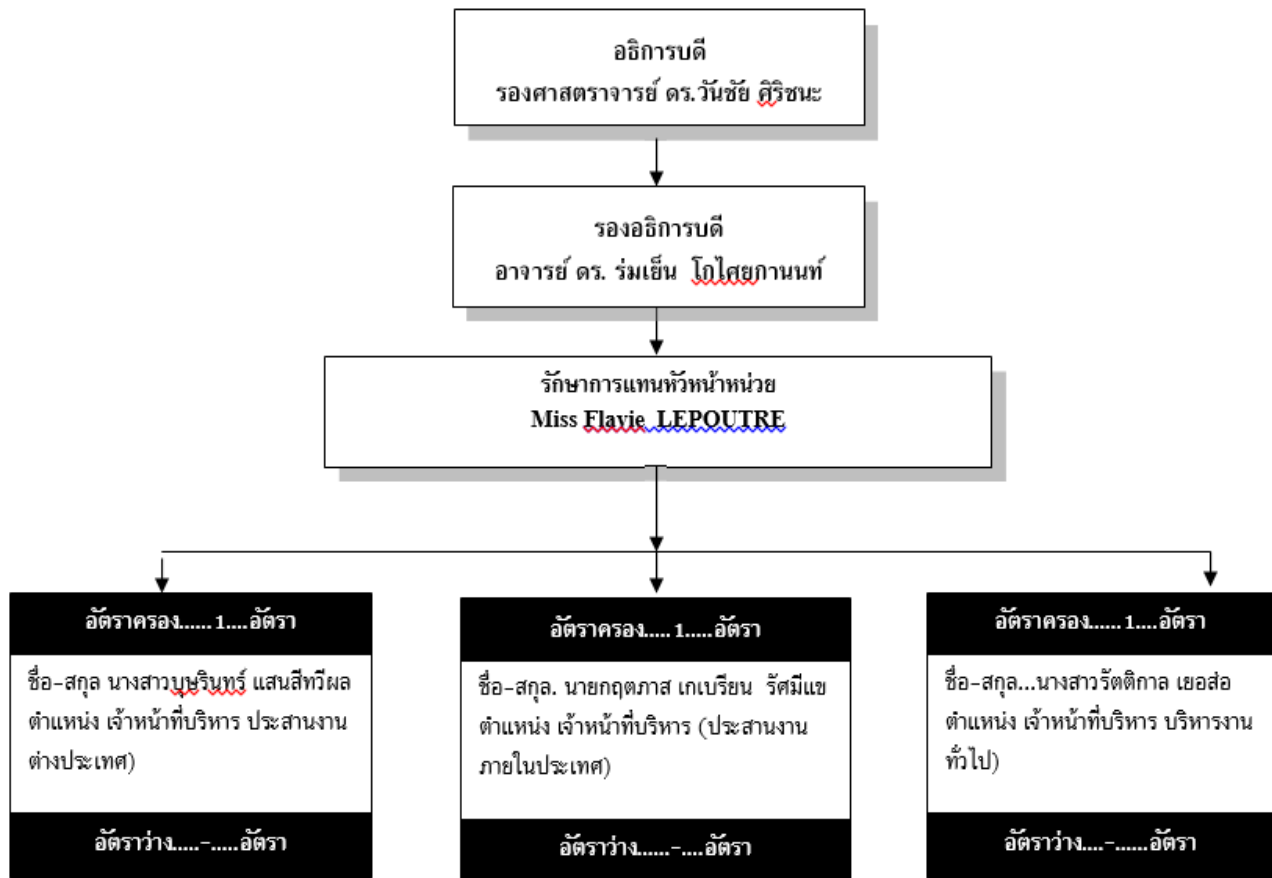 อธิการบดี
รองศาสตราจารย์ ดร.วันชัย ศิริชนะ
รองอธิการบดี
อาจารย์ ดร. ร่มเย็น โกไศยกานนท์
รักษาการแทนหัวหน้าหน่วย
Miss Flavie LEPOUTRE
อัตราครอง...... 1....อัตรา
ชื่อ-สกุล นางสาวบุษรินทร์ แสนสีทวีผล
ตำแหน่ง เจ้าหน้าที่บริหาร ประสานงาน
ต่างประเทศ)
อัตราว่าง.....-.....อัตรา
อัตราครอง..... 1.....อัตรา
ชื่อ-สกุล. นายกฤตภาส เกเบรียน รัศมีแข
ตำแหน่ง เจ้าหน้าที่บริหาร (ประสานงาน
ภายในประเทศ)
อัตราว่าง......-....อัตรา
อัตราครอง...... 1....อัตรา
ชื่อ-สกุล...นางสาวรัตติกาล เยอส่อ
ตำแหน่ง เจ้าหน้าที่บริหาร บริหารงาน
ทั่วไป)
อัตราว่าง....-......อัตรา